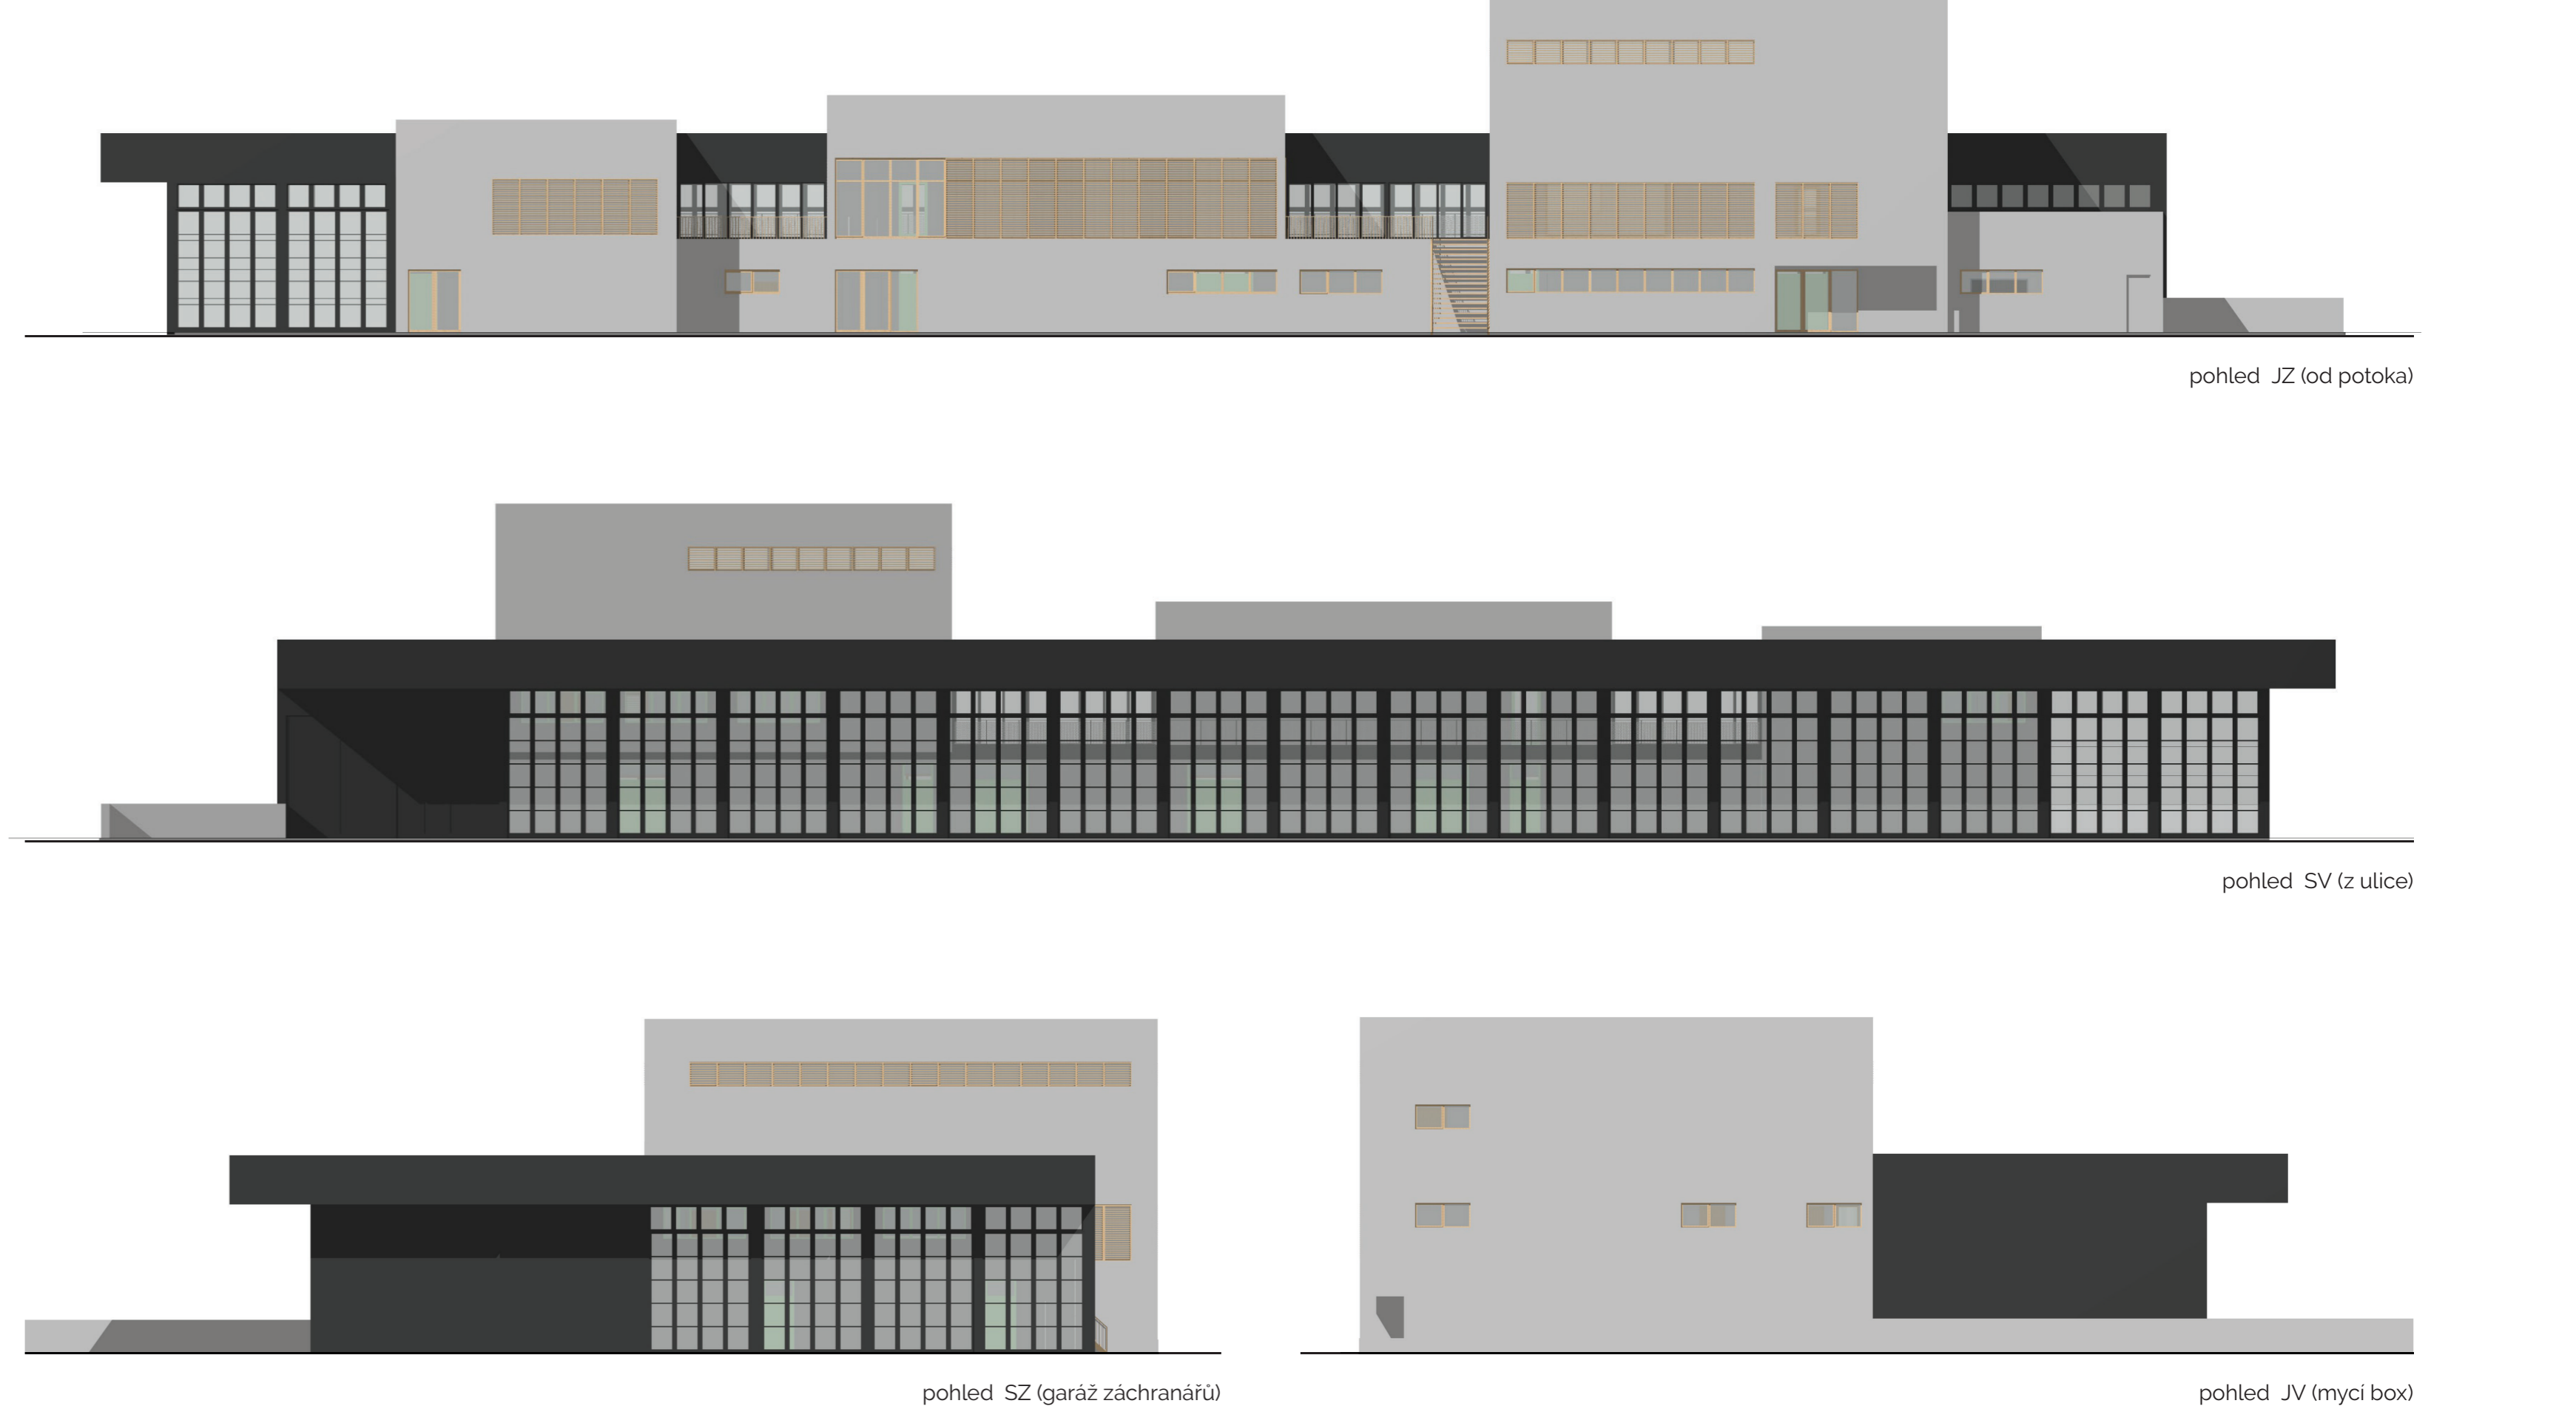 pohled JZ (od potoka)
pohled SV (z ulice)
pohled SZ (garáž záchranářů)
pohled JV (mycí box)